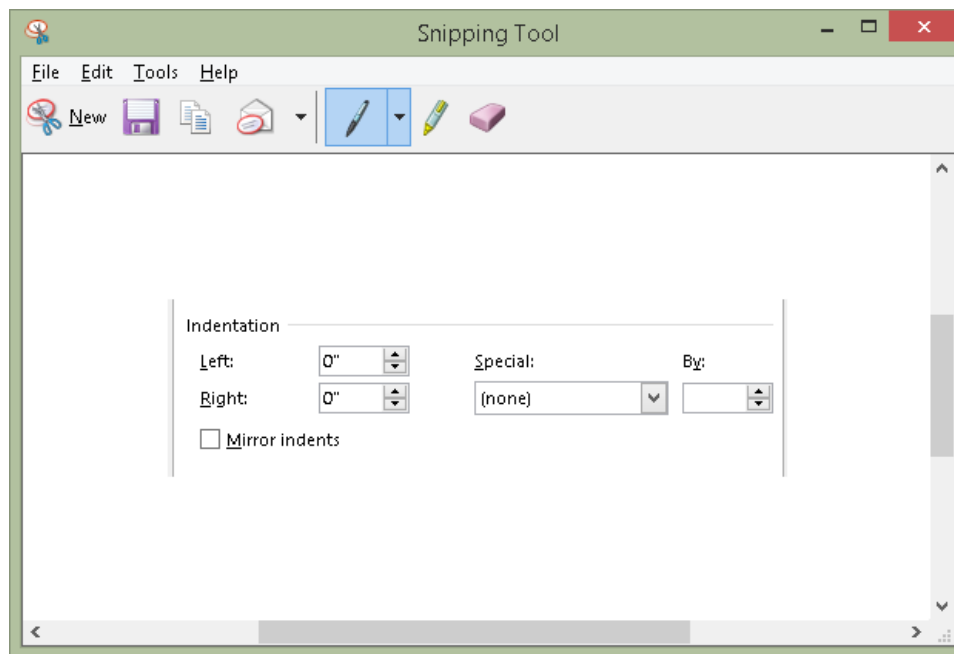 Snipping Tool
File Edit Tools Help
New
Indentation
Left: 0" Special: By:
Right: 0" (none)
Mirror indents